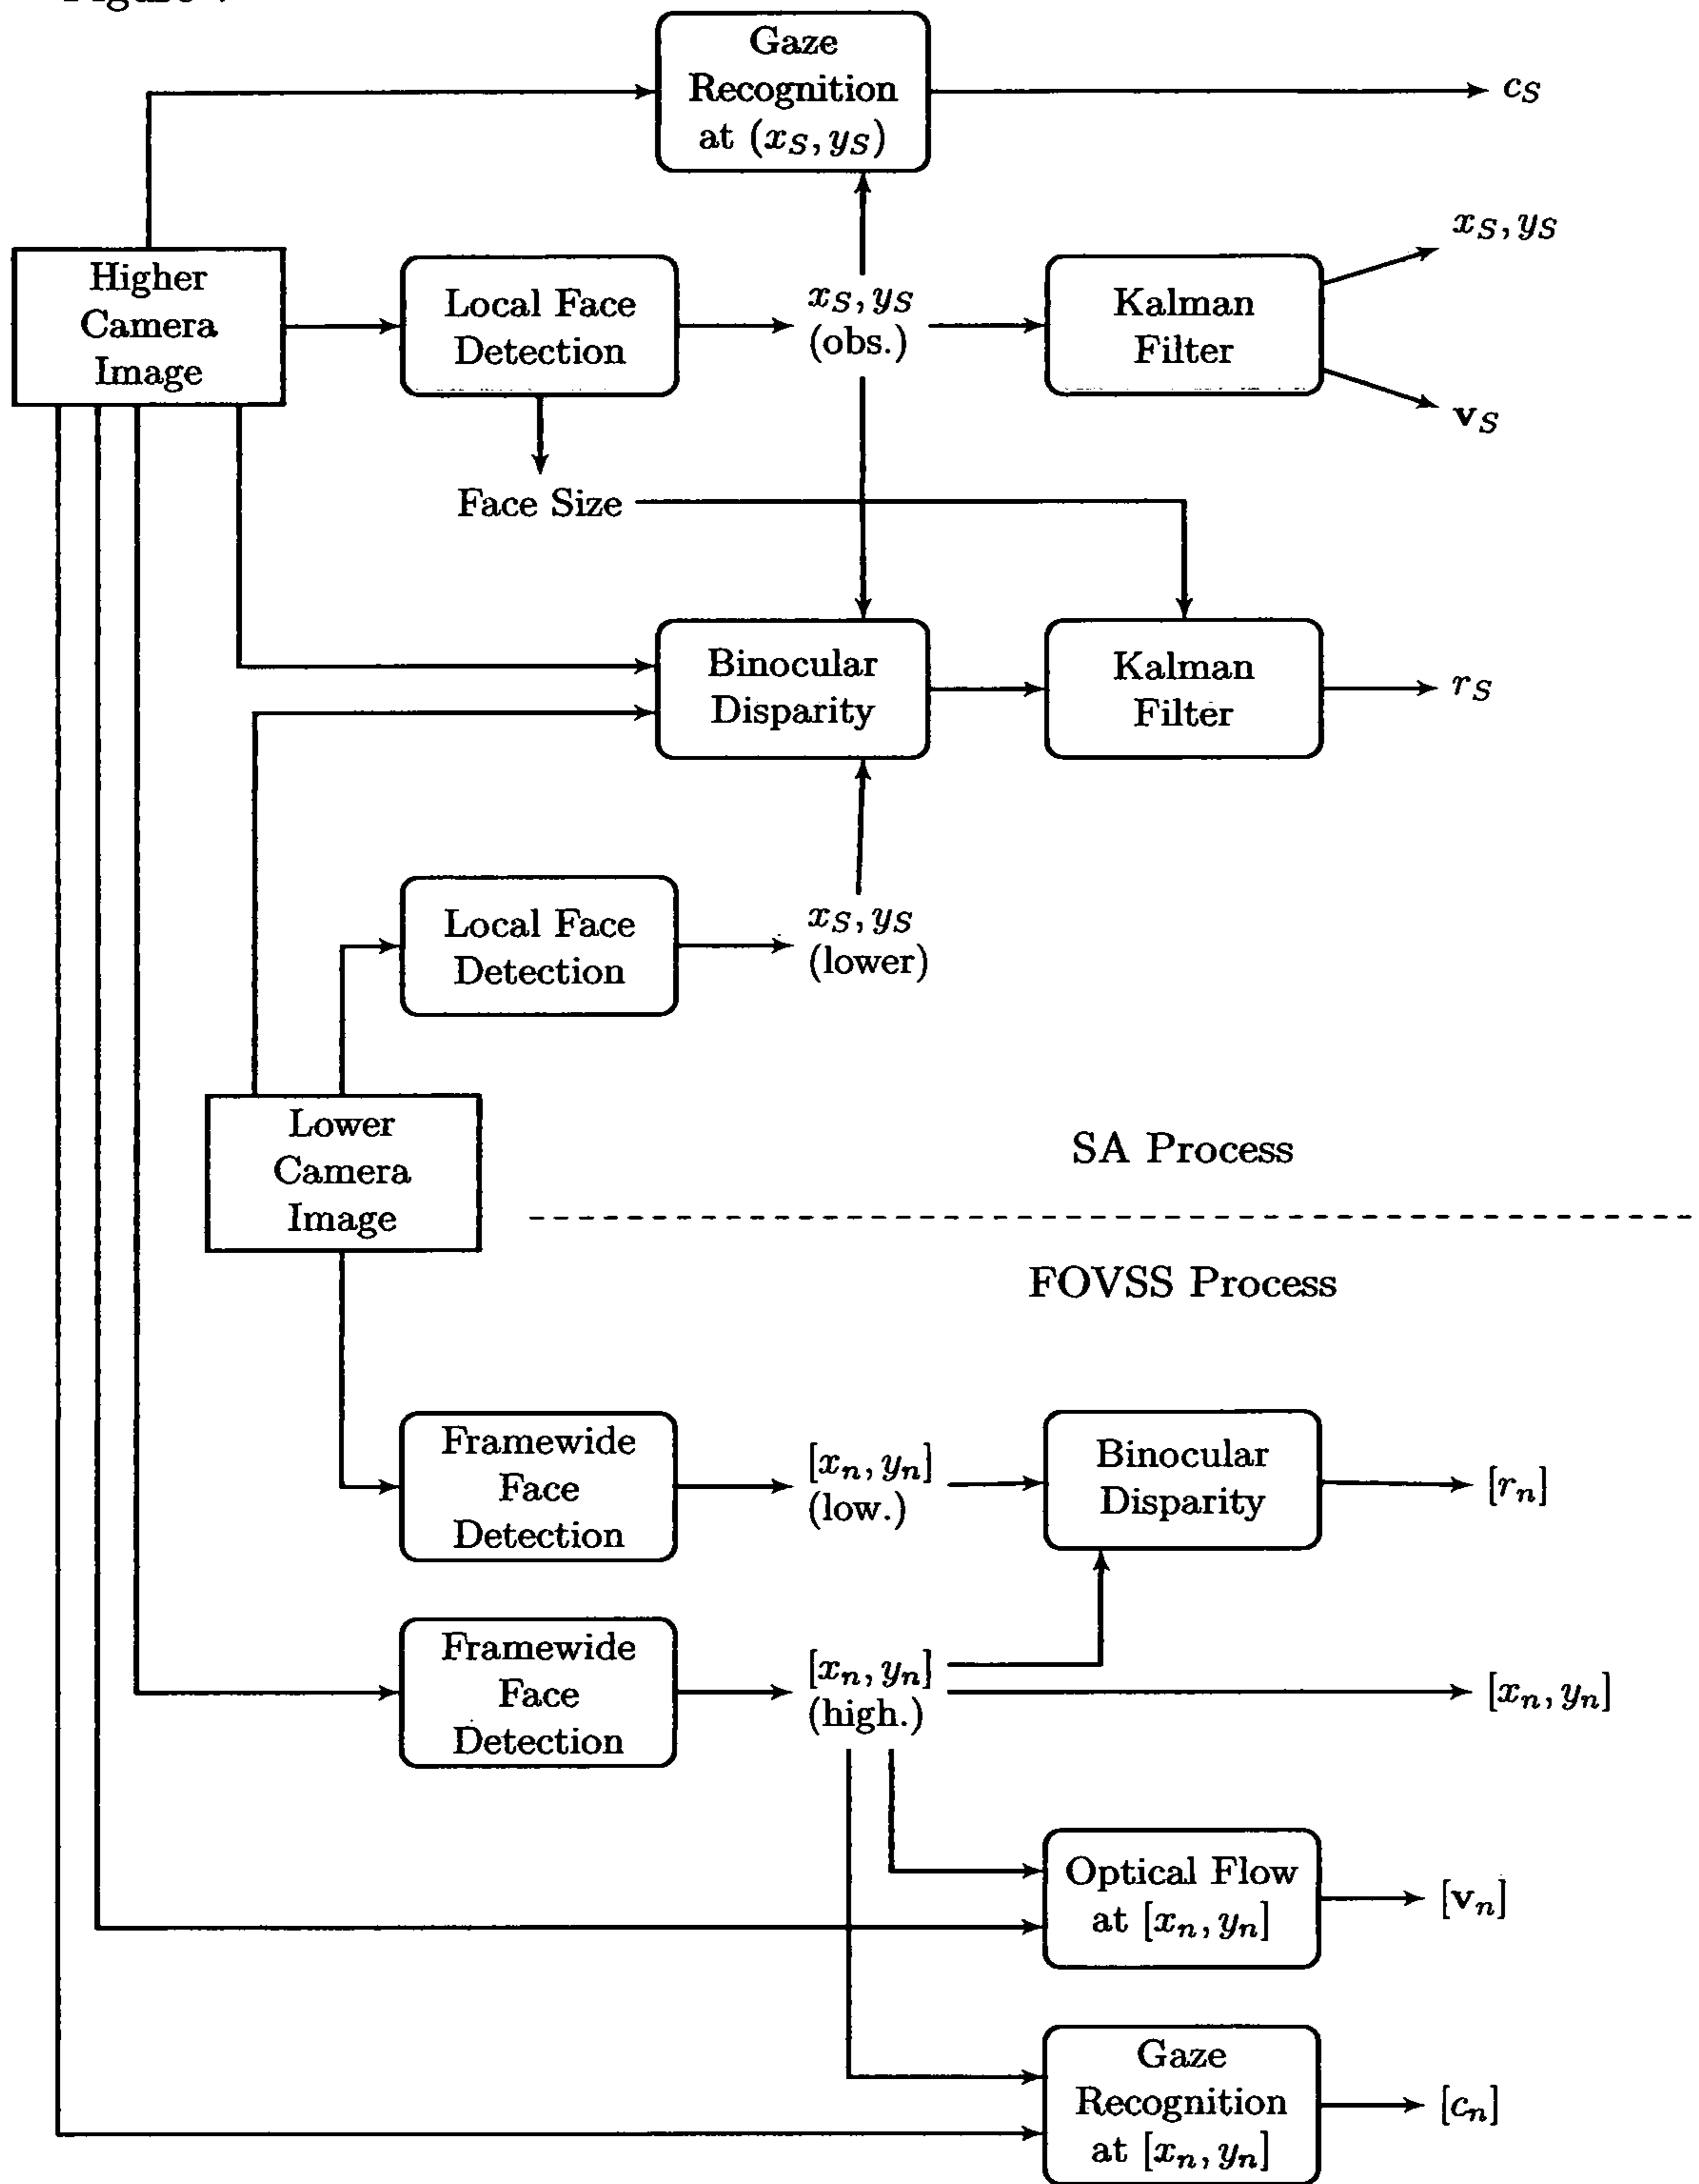 Gaze
Recognition
at (x_S, y_S)
c_S
Higher
Camera
Image
Local Face
Detection
x_S, y_S
(obs.)
Kalman
Filter
x_S, y_S
v_S
Face Size
Binocular
Disparity
Kalman
Filter
r_S
Local Face
Detection
x_S, y_S
(lower)
Lower
Camera
Image
SA Process
FOVSS Process
Framewide
Face
Detection
[x_n, y_n]
(low.)
Binocular
Disparity
[r_n]
Framewide
Face
Detection
[x_n, y_n]
(high.)
[x_n, y_n]
Optical Flow
at [x_n, y_n]
[v_n]
Gaze
Recognition
at [x_n, y_n]
[c_n]